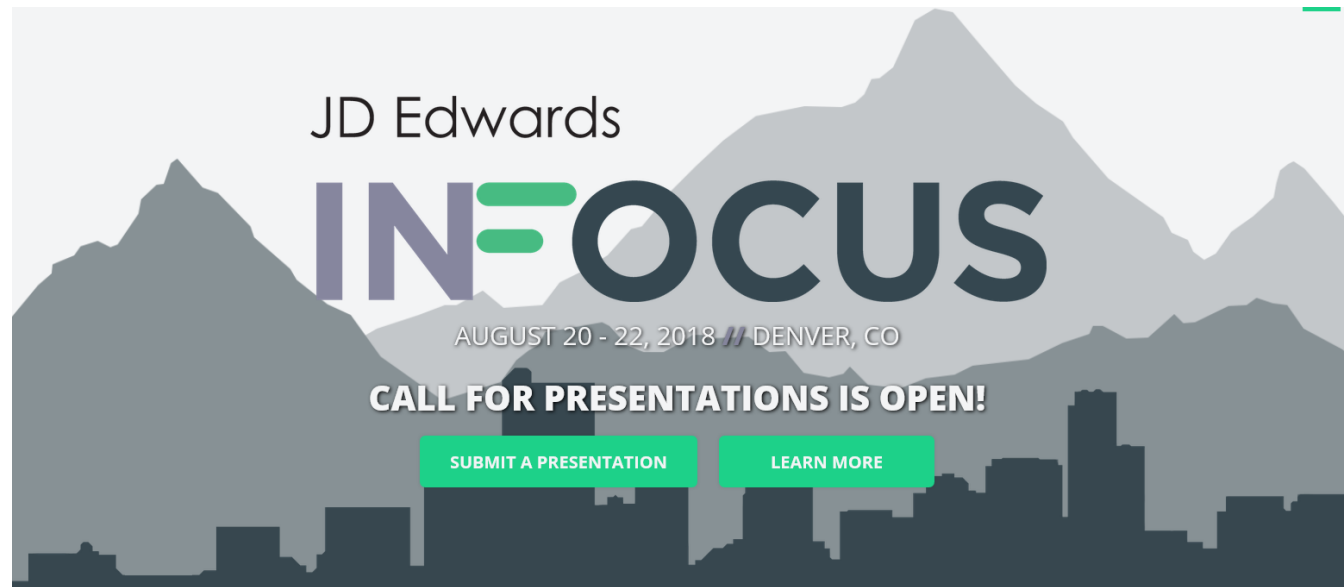 JD Edwards
INFOCUS
AUGUST 20 - 22, 2018 // DENVER, CO
CALL FOR PRESENTATIONS IS OPEN!
SUBMIT A PRESENTATION
LEARN MORE